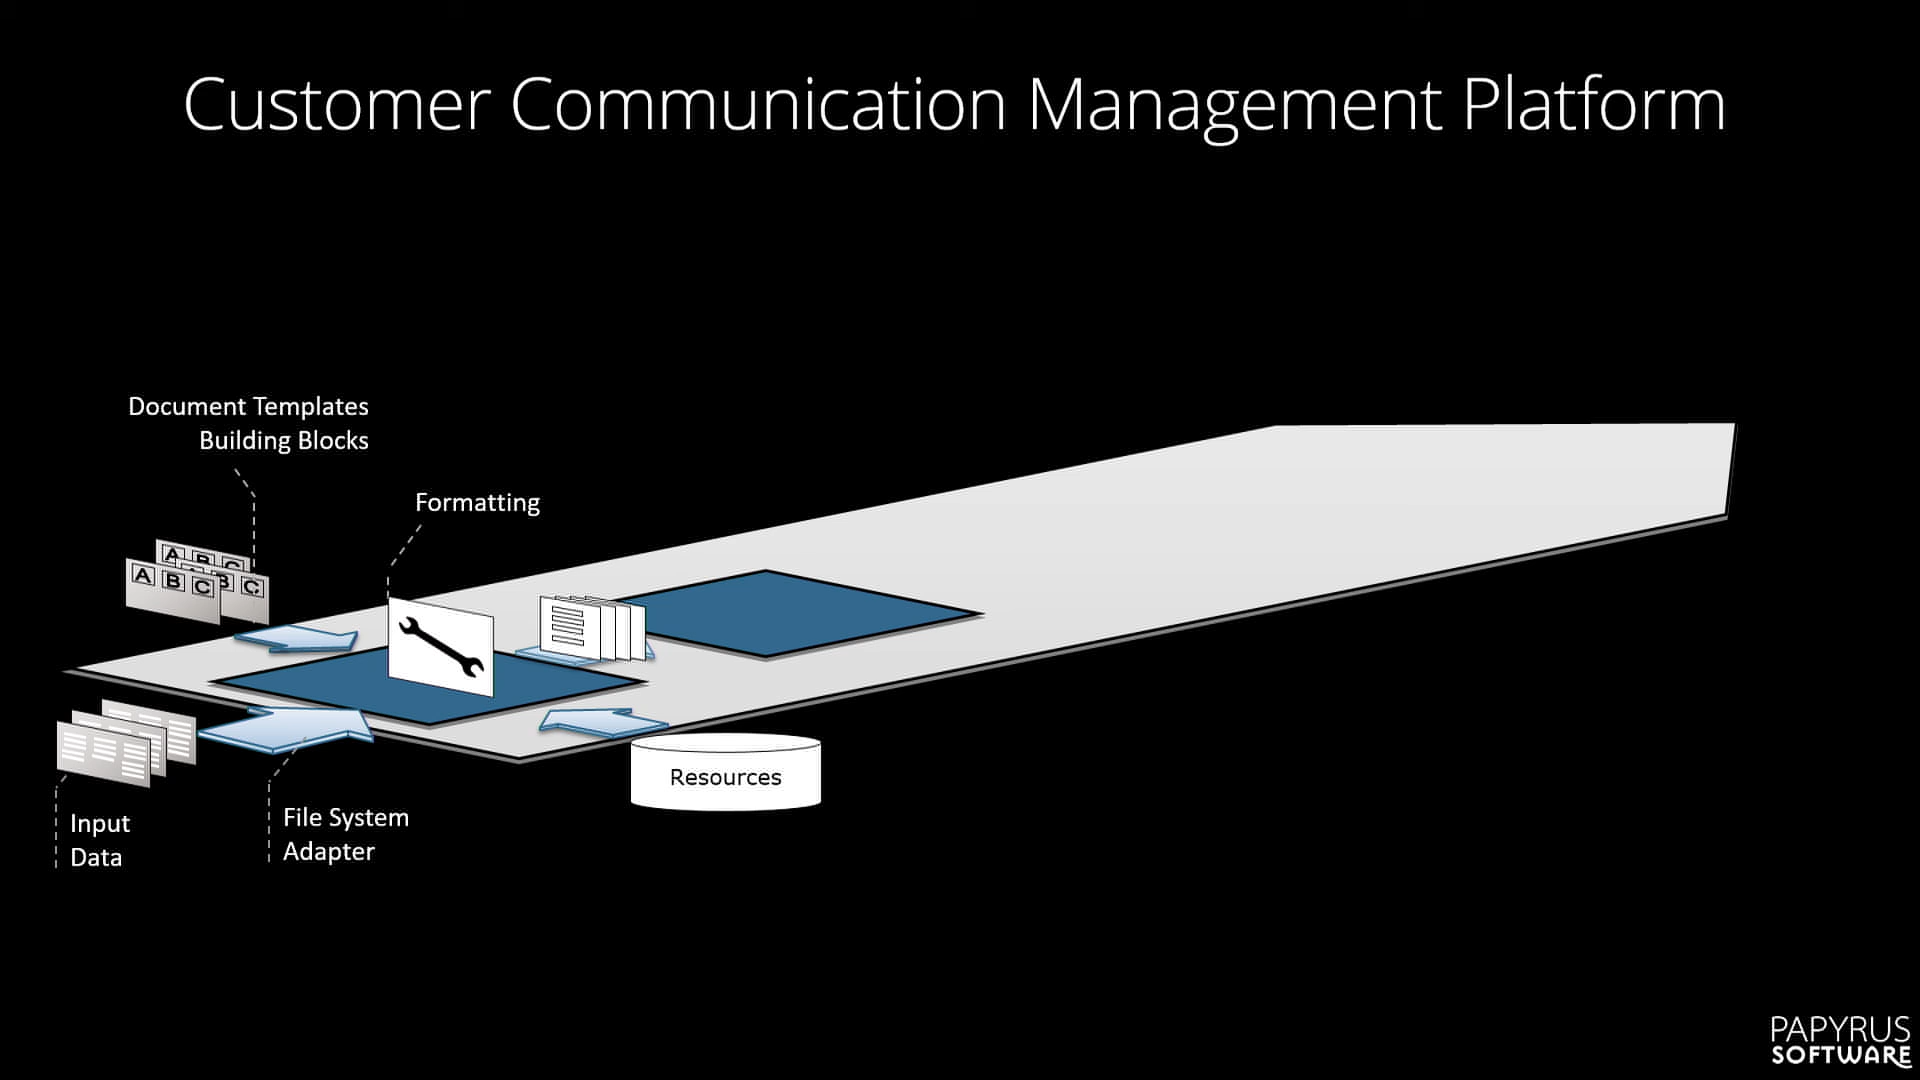 Customer Communication Management Platform
Document Templates
Building Blocks
Formatting
A B C
A B C
B C
Resources
Input
Data
File System
Adapter
PAPYRUS
SOFTWARE